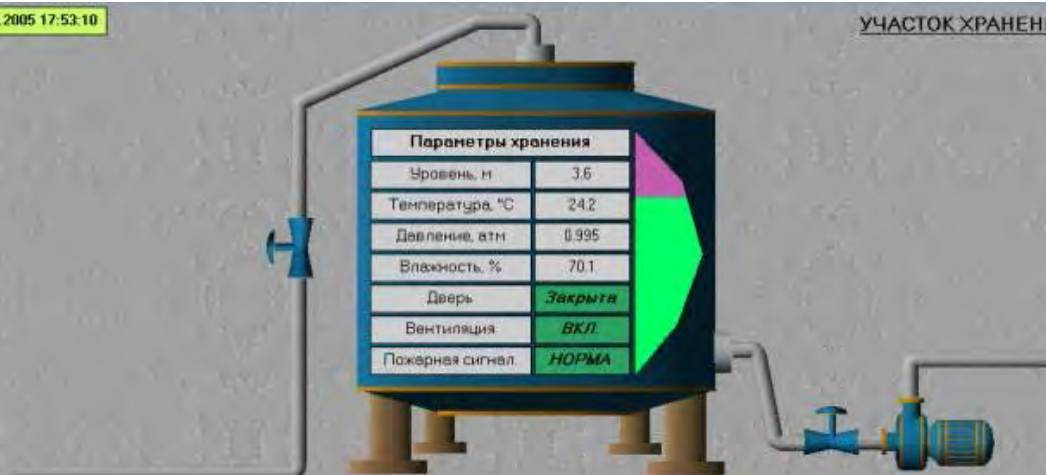 .2005 17:53:10
УЧАСТОК ХРАНЕН
Параметры хранения
Уровень, м 3.6
Температура, °С 24.2
Давление, атм 0.995
Влажность, % 70.1
Дверь Закрыта
Вентиляция ВКЛ.
Пожарная сигнал. НОРМА